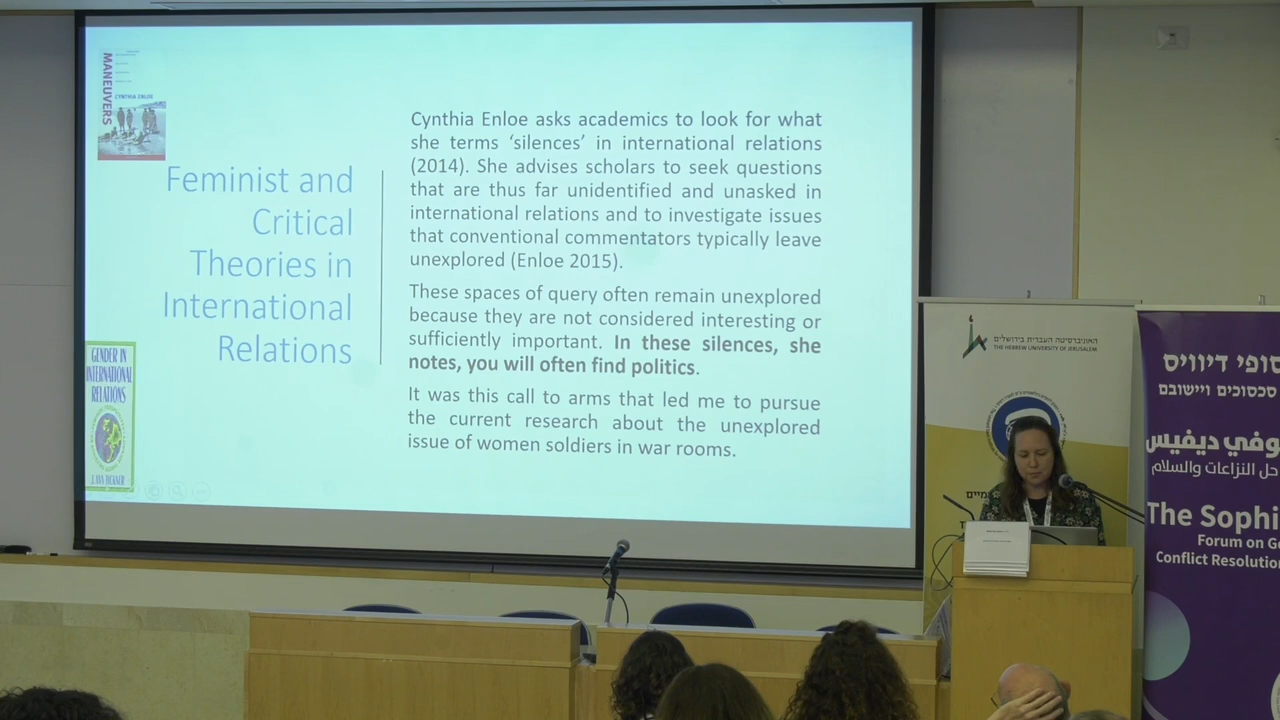 MANEUVERS
CYNTHIA ENLOE
Feminist and
Critical
Theories in
International
Relations
GENDER IN
INTERNATIONAL
RELATIONS
J. ANN TICKNER
Cynthia Enloe asks academics to look for what
she terms ‘silences’ in international relations
(2014). She advises scholars to seek questions
that are thus far unidentified and unasked in
international relations and to investigate issues
that conventional commentators typically leave
unexplored (Enloe 2015).
These spaces of query often remain unexplored
because they are not considered interesting or
sufficiently important. In these silences, she
notes, you will often find politics.
It was this call to arms that led me to pursue
the current research about the unexplored
issue of women soldiers in war rooms.
האוניברסיטה העברית בירושלים
THE HEBREW UNIVERSITY OF JERUSALEM
סופי דיוויס
סכסוכים ויישובם
وفي ديفيس
حل النزاعات والسلام
The Sophi
Forum on Ge
Conflict Resolution